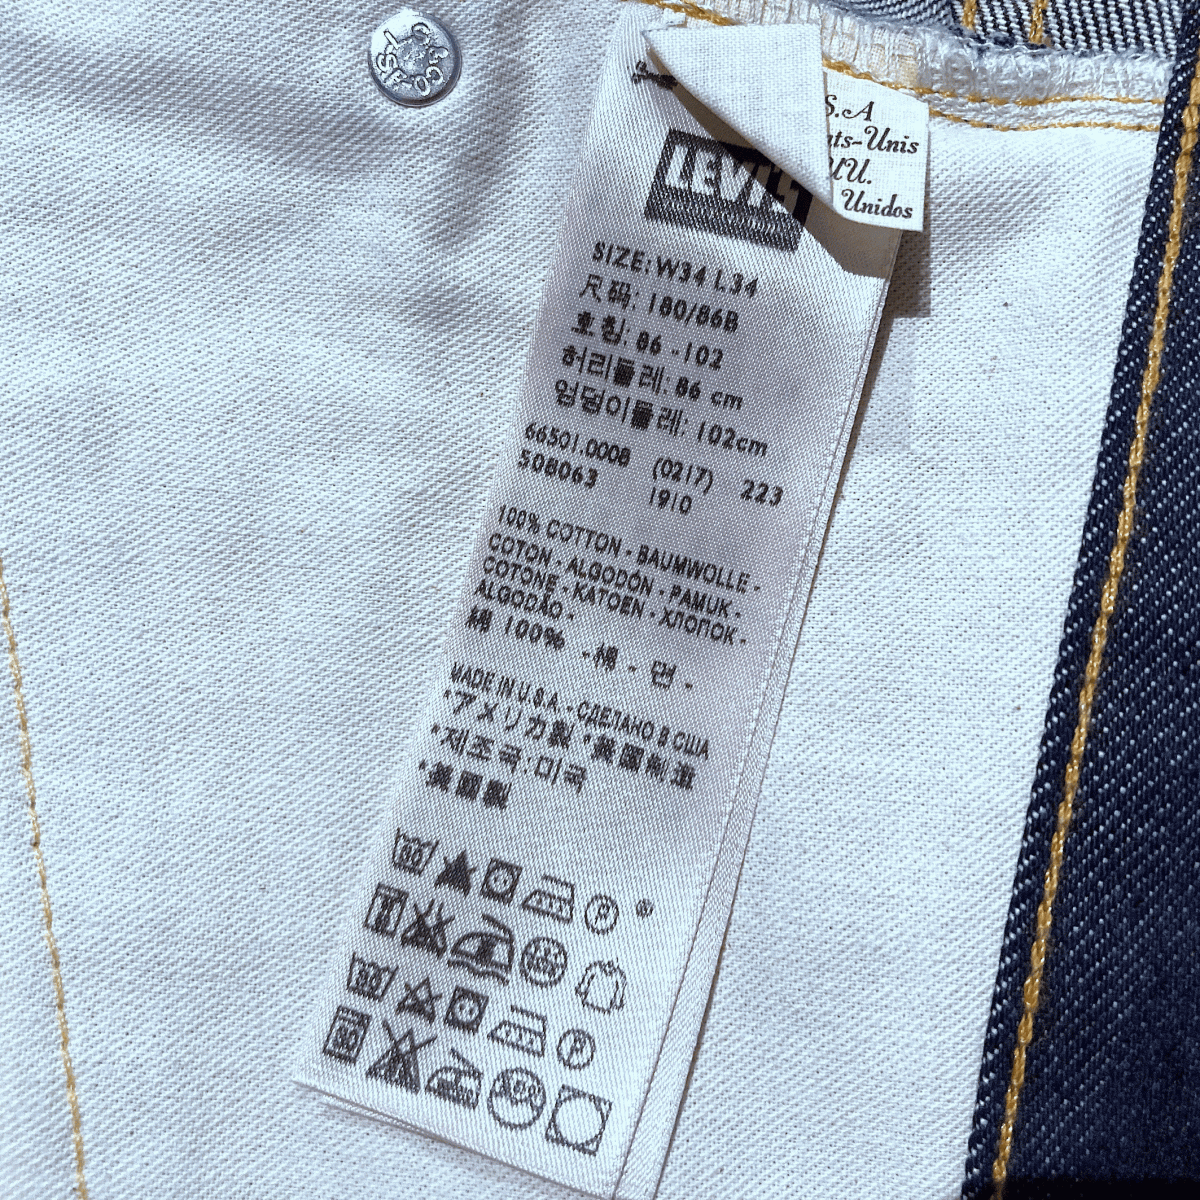 L.S.&CO
S.A
ats-Unis
UU.
Unidos
LEVI'S
SIZE: W34 L34
尺码: 180/86B
호칭: 86 -102
허리둘레: 86 cm
엉덩이둘레: 102cm
66501.0008 (0217) 223
508063 1910
100% COTTON - BAUMWOLLE -
COTON - ALGODÓN - PAMUK -
COTONE - KATOEN - ХЛОПОК -
ALGODÃO -
綿 100% - 棉 - 면 -
MADE IN U.S.A. - СДЕЛАНО В США
*アメリカ製 *美國制造
*제조국:미국
*美國製